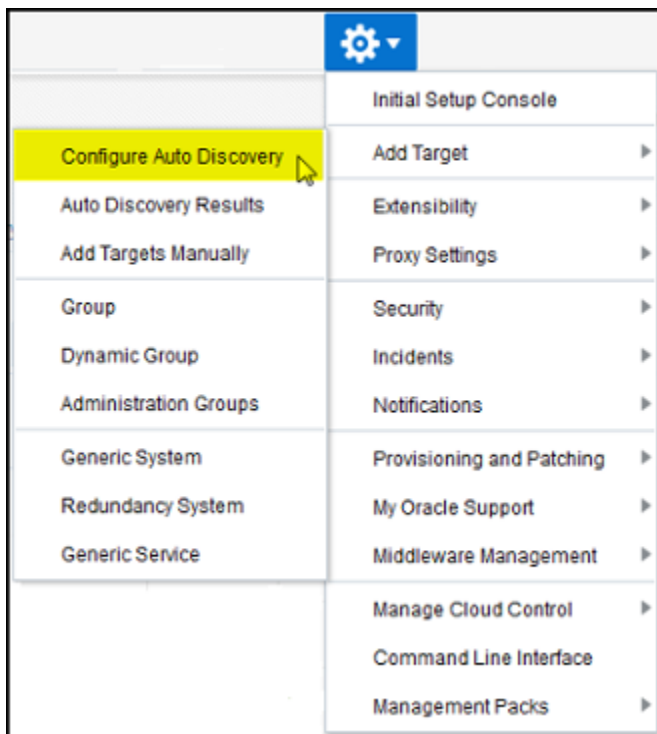 Initial Setup Console
Add Target
Extensibility
Proxy Settings
Security
Incidents
Notifications
Provisioning and Patching
My Oracle Support
Middleware Management
Manage Cloud Control
Command Line Interface
Management Packs
Configure Auto Discovery
Auto Discovery Results
Add Targets Manually
Group
Dynamic Group
Administration Groups
Generic System
Redundancy System
Generic Service